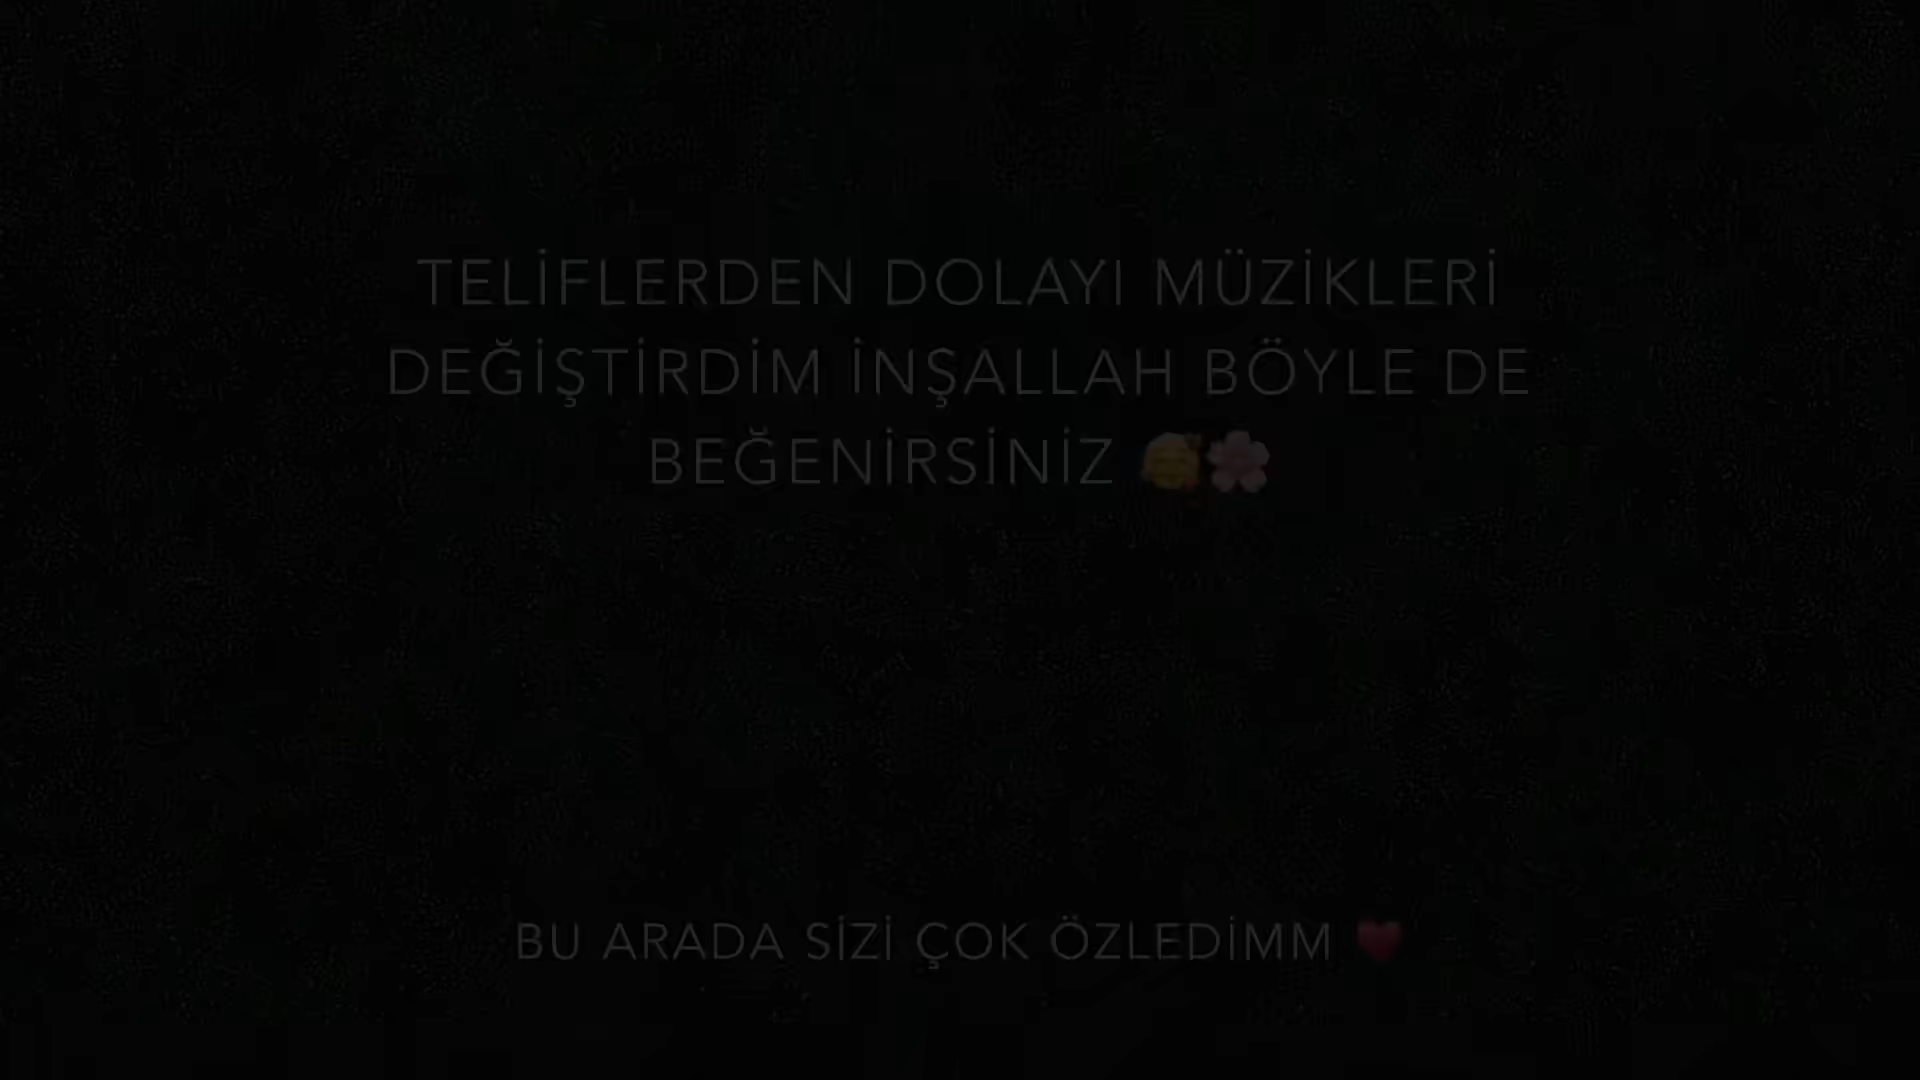 TELİFLERDEN DOLAYI MÜZİKLERİ
DEĞİŞTİRDİM İNŞALLAH BÖYLE DE
BEĞENİRSİNİZ 🥰🌸
BU ARADA SİZİ ÇOK ÖZLEDİMM ♥